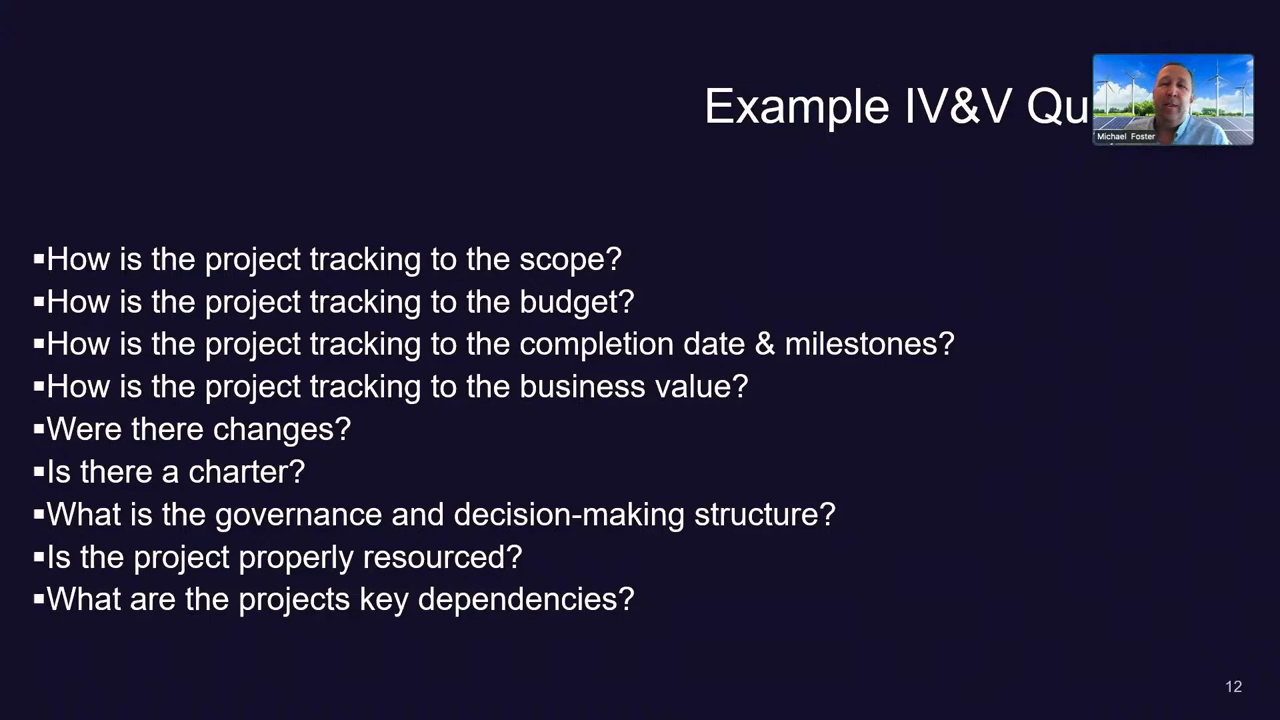 Example IV&V Qu
Michael Foster
▪How is the project tracking to the scope?
▪How is the project tracking to the budget?
▪How is the project tracking to the completion date & milestones?
▪How is the project tracking to the business value?
▪Were there changes?
▪Is there a charter?
▪What is the governance and decision-making structure?
▪Is the project properly resourced?
▪What are the projects key dependencies?
12